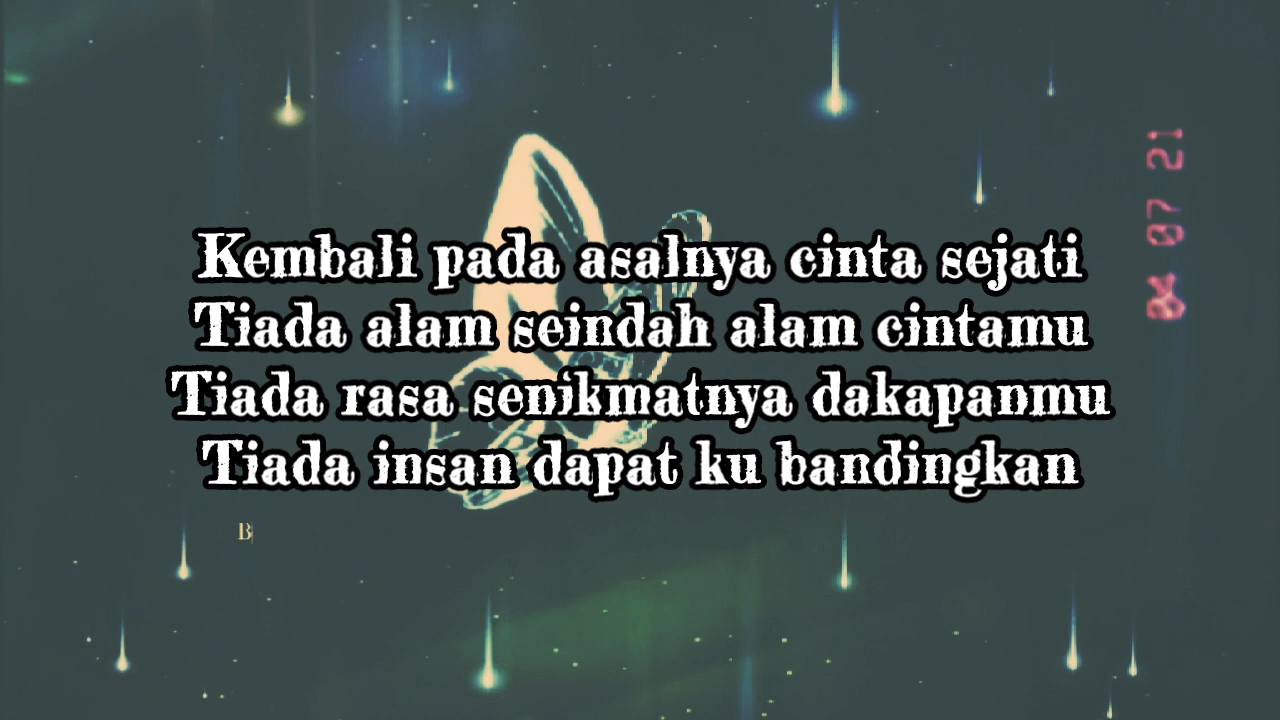 Kembali pada asalnya cinta sejati
Tiada alam seindah alam cintamu
Tiada rasa senikmatnya dakapanmu
Tiada insan dapat ku bandingkan
B